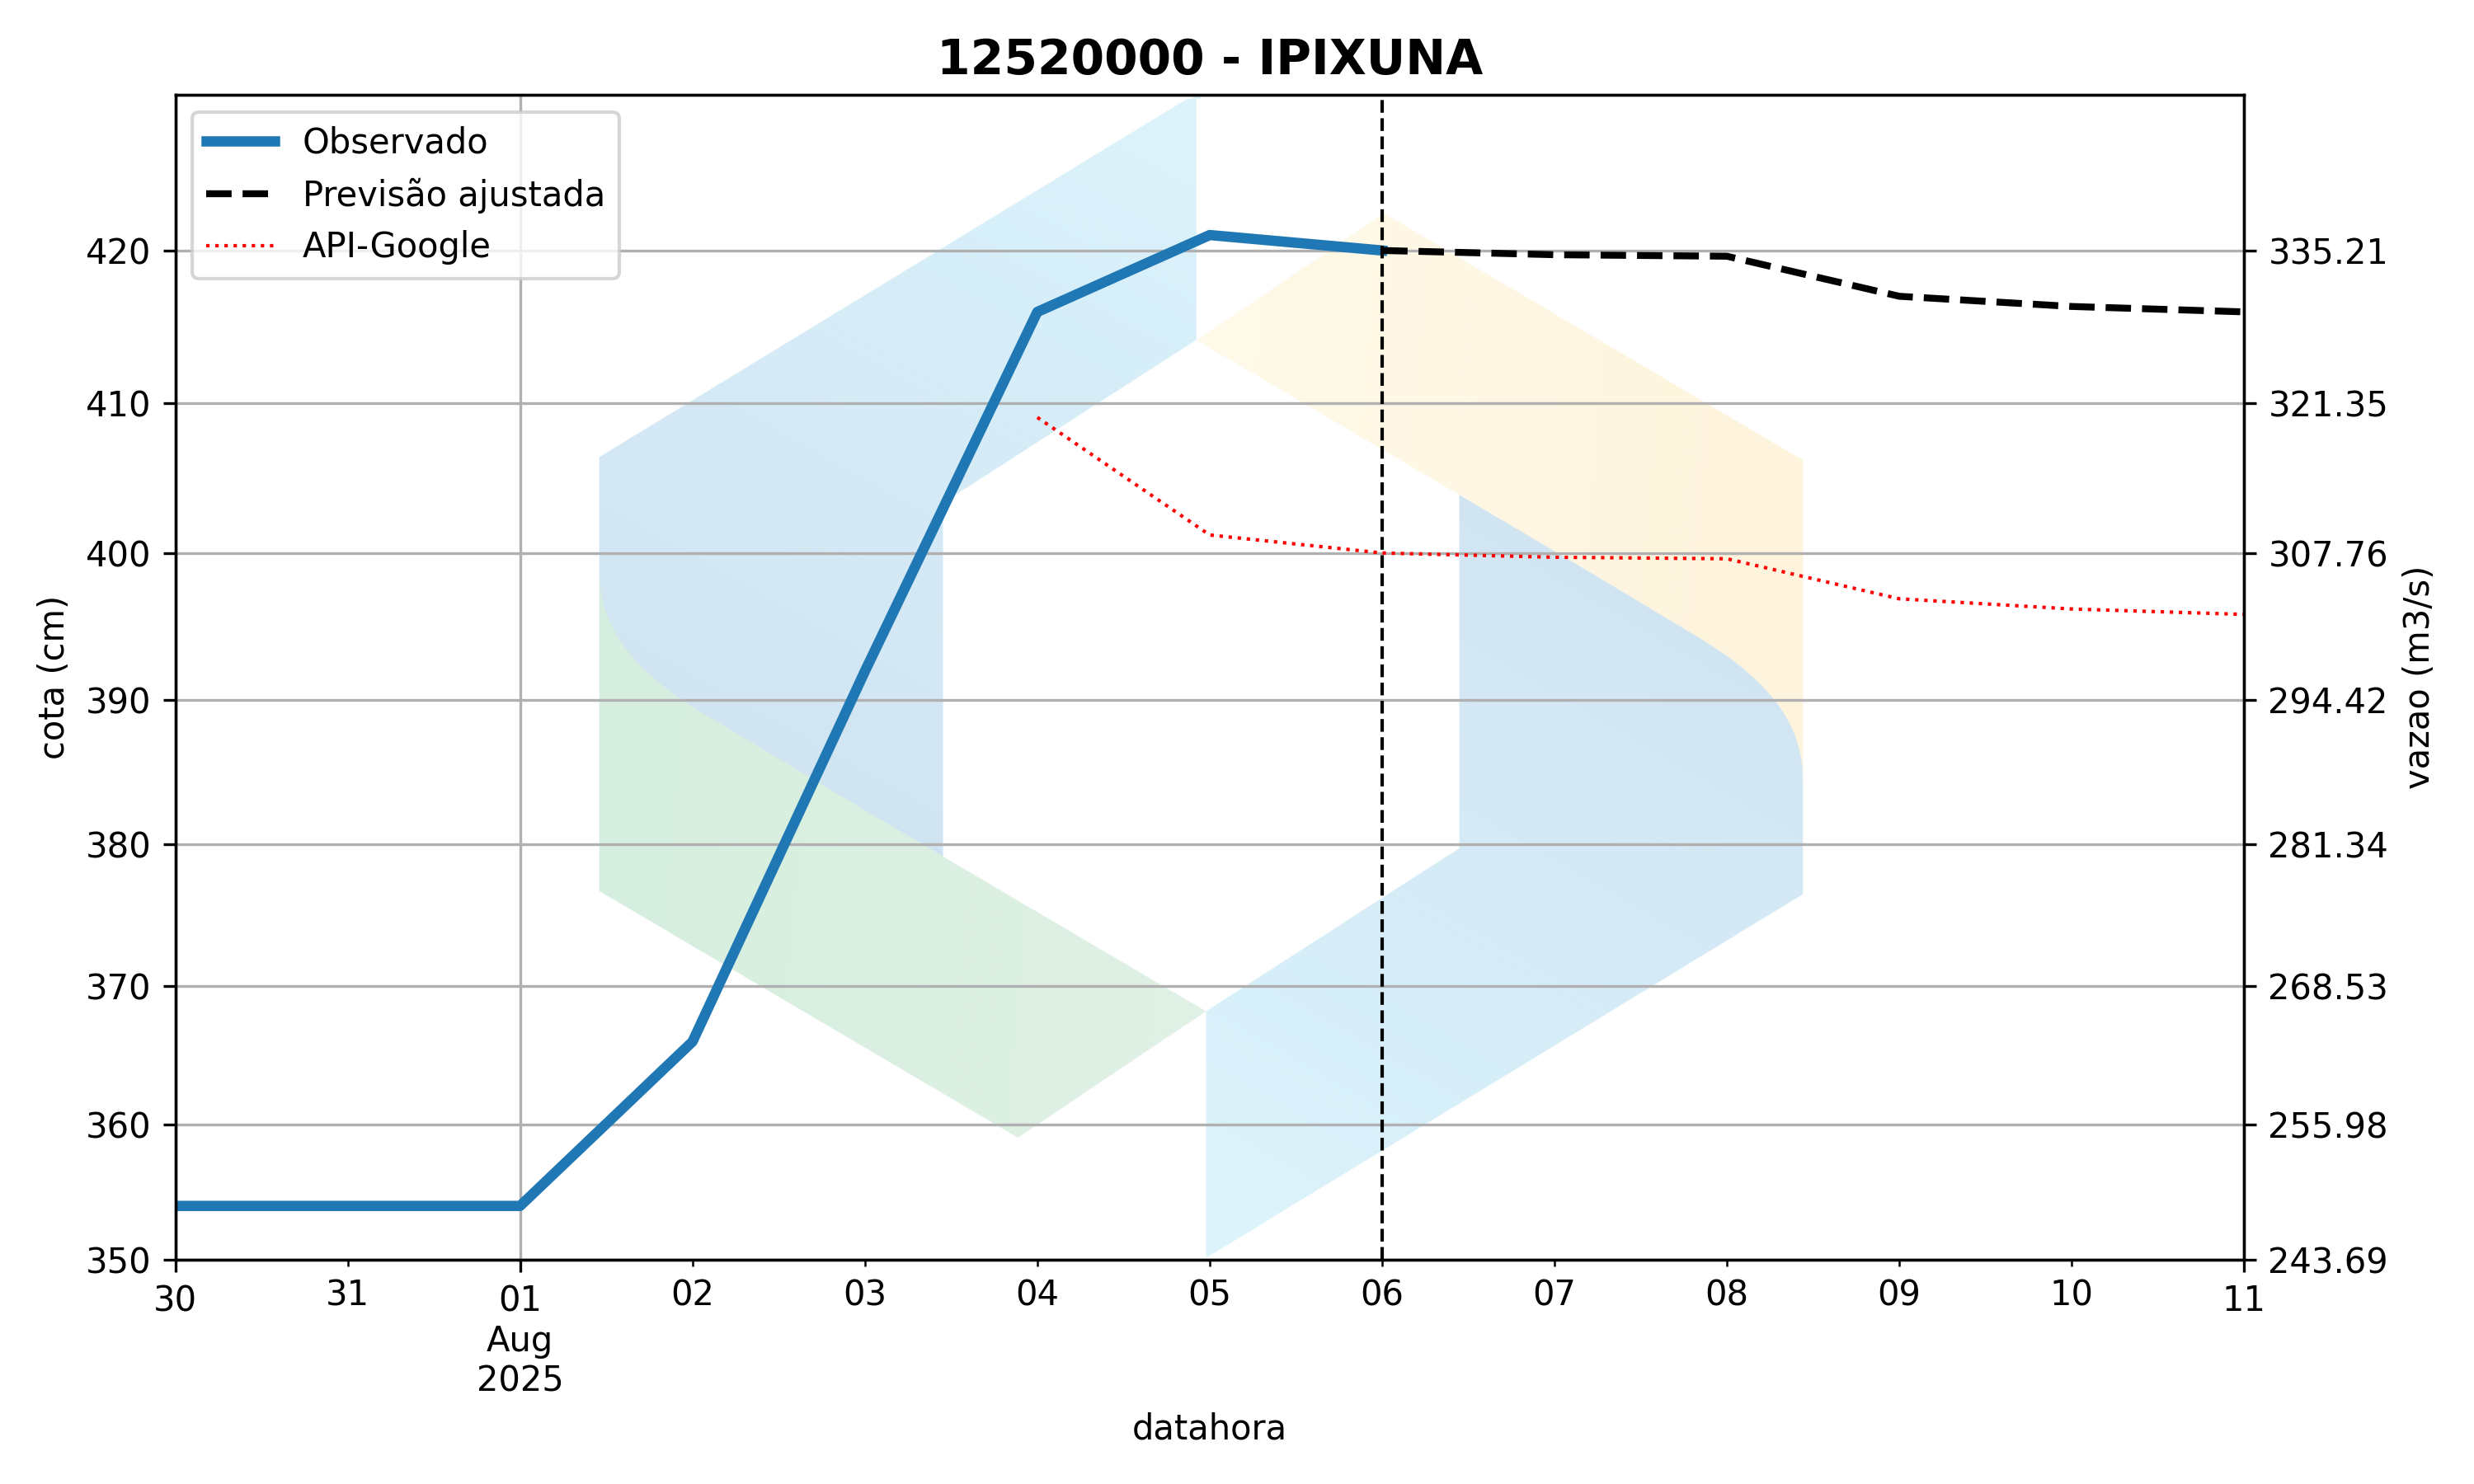 12520000 - IPIXUNA
Observado
Previsão ajustada
API-Google
420
410
400
390
380
370
360
350
cota (cm)
335.21
321.35
307.76
294.42
281.34
268.53
255.98
243.69
vazao (m3/s)
30 31 01 02 03 04 05 06 07 08 09 10 11
Aug
2025
datahora